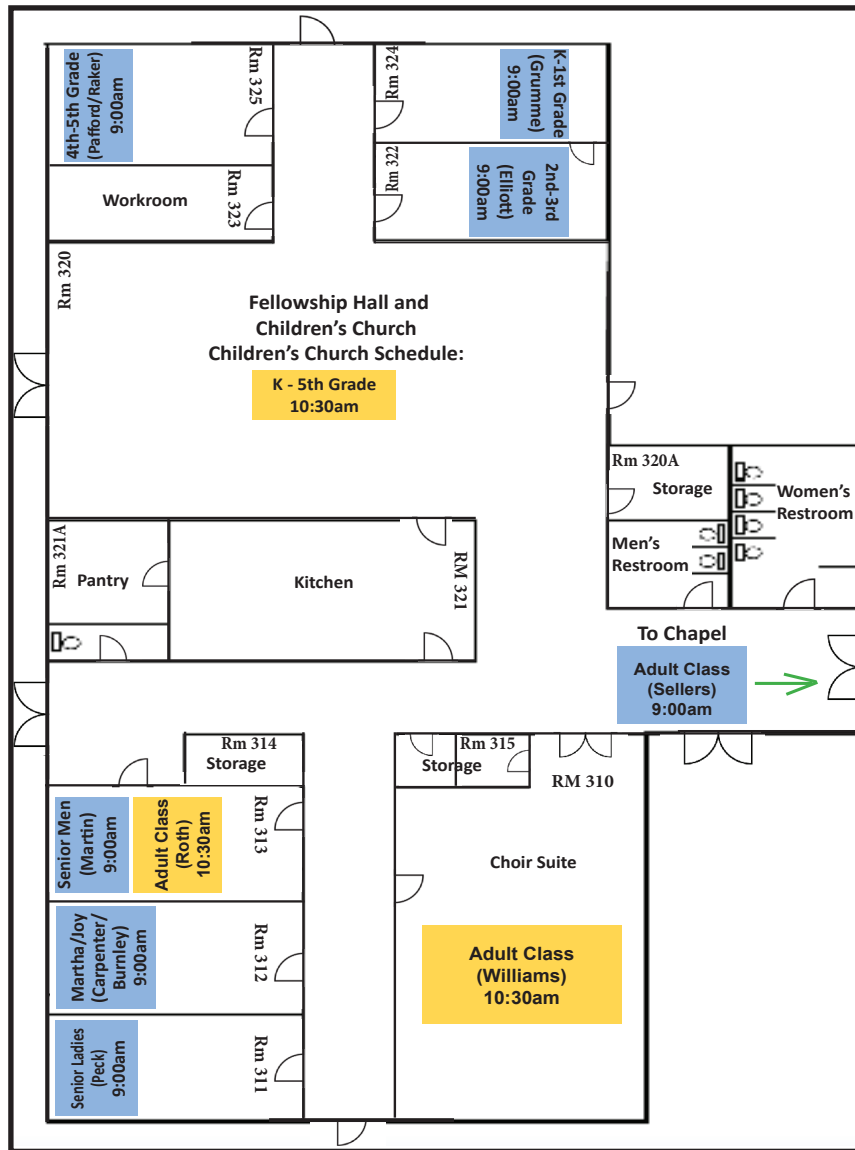 4th-5th Grade
(Pafford/Raker)
9:00am
Rm 325
Rm 324
K-1st Grade
(Grumme)
9:00am
Workroom
Rm 323
Rm 322
2nd-3rd
Grade
(Elliott)
9:00am
Rm 320
Fellowship Hall and
Children's Church
Children's Church Schedule:
K - 5th Grade
10:30am
Rm 320A
Storage
Women's
Restroom
Men's
Restroom
Rm 321A
Pantry
Kitchen
RM 321
To Chapel
Adult Class
(Sellers)
9:00am
Rm 314
Storage
Rm 315
Storage
RM 310
Senior Men
(Martin)
9:00am
Adult Class
(Roth)
10:30am
Rm 313
Choir Suite
Martha/Joy
(Carpenter/
Burnley)
9:00am
Rm 312
Adult Class
(Williams)
10:30am
Senior Ladies
(Peck)
9:00am
Rm 311